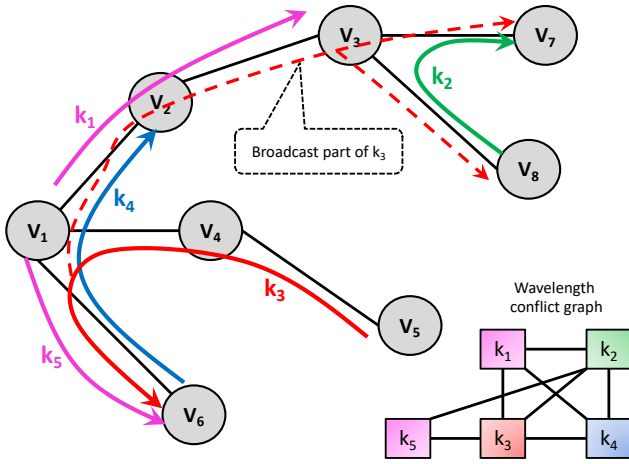 V3
V7
k2
V2
k1
Broadcast part of k3
V8
k4
V1
V4
k3
V5
k5
V6
Wavelength
conflict graph
k1
k2
k5
k3
k4